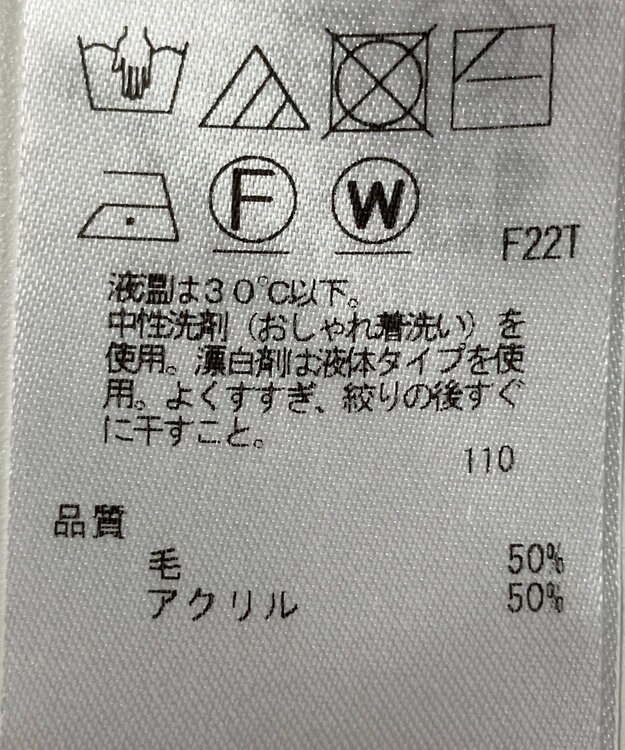 F
W
F22T
液温は30℃以下。
中性洗剤（おしゃれ着洗い）を
使用。漂白剤は液体タイプを使
用。よくすすぎ、絞りの後すぐ
に干すこと。
110
品質
毛 50%
アクリル 50%